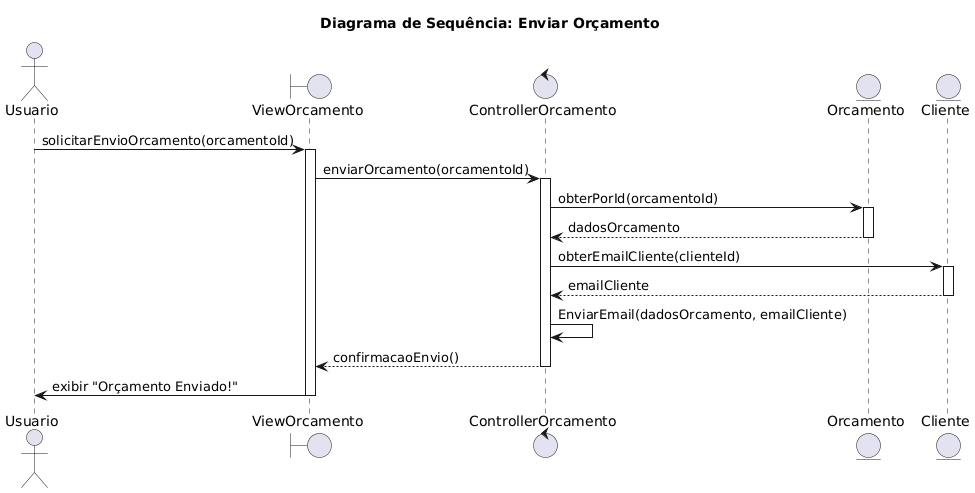 Diagrama de Sequência: Enviar Orçamento
Usuario
ViewOrcamento
ControllerOrcamento
Orcamento
Cliente
solicitarEnvioOrcamento(orcamentoId)
enviarOrcamento(orcamentoId)
obterPorId(orcamentoId)
dadosOrcamento
obterEmailCliente(clienteId)
emailCliente
EnviarEmail(dadosOrcamento, emailCliente)
confirmacaoEnvio()
exibir "Orçamento Enviado!"
Usuario
ViewOrcamento
ControllerOrcamento
Orcamento
Cliente